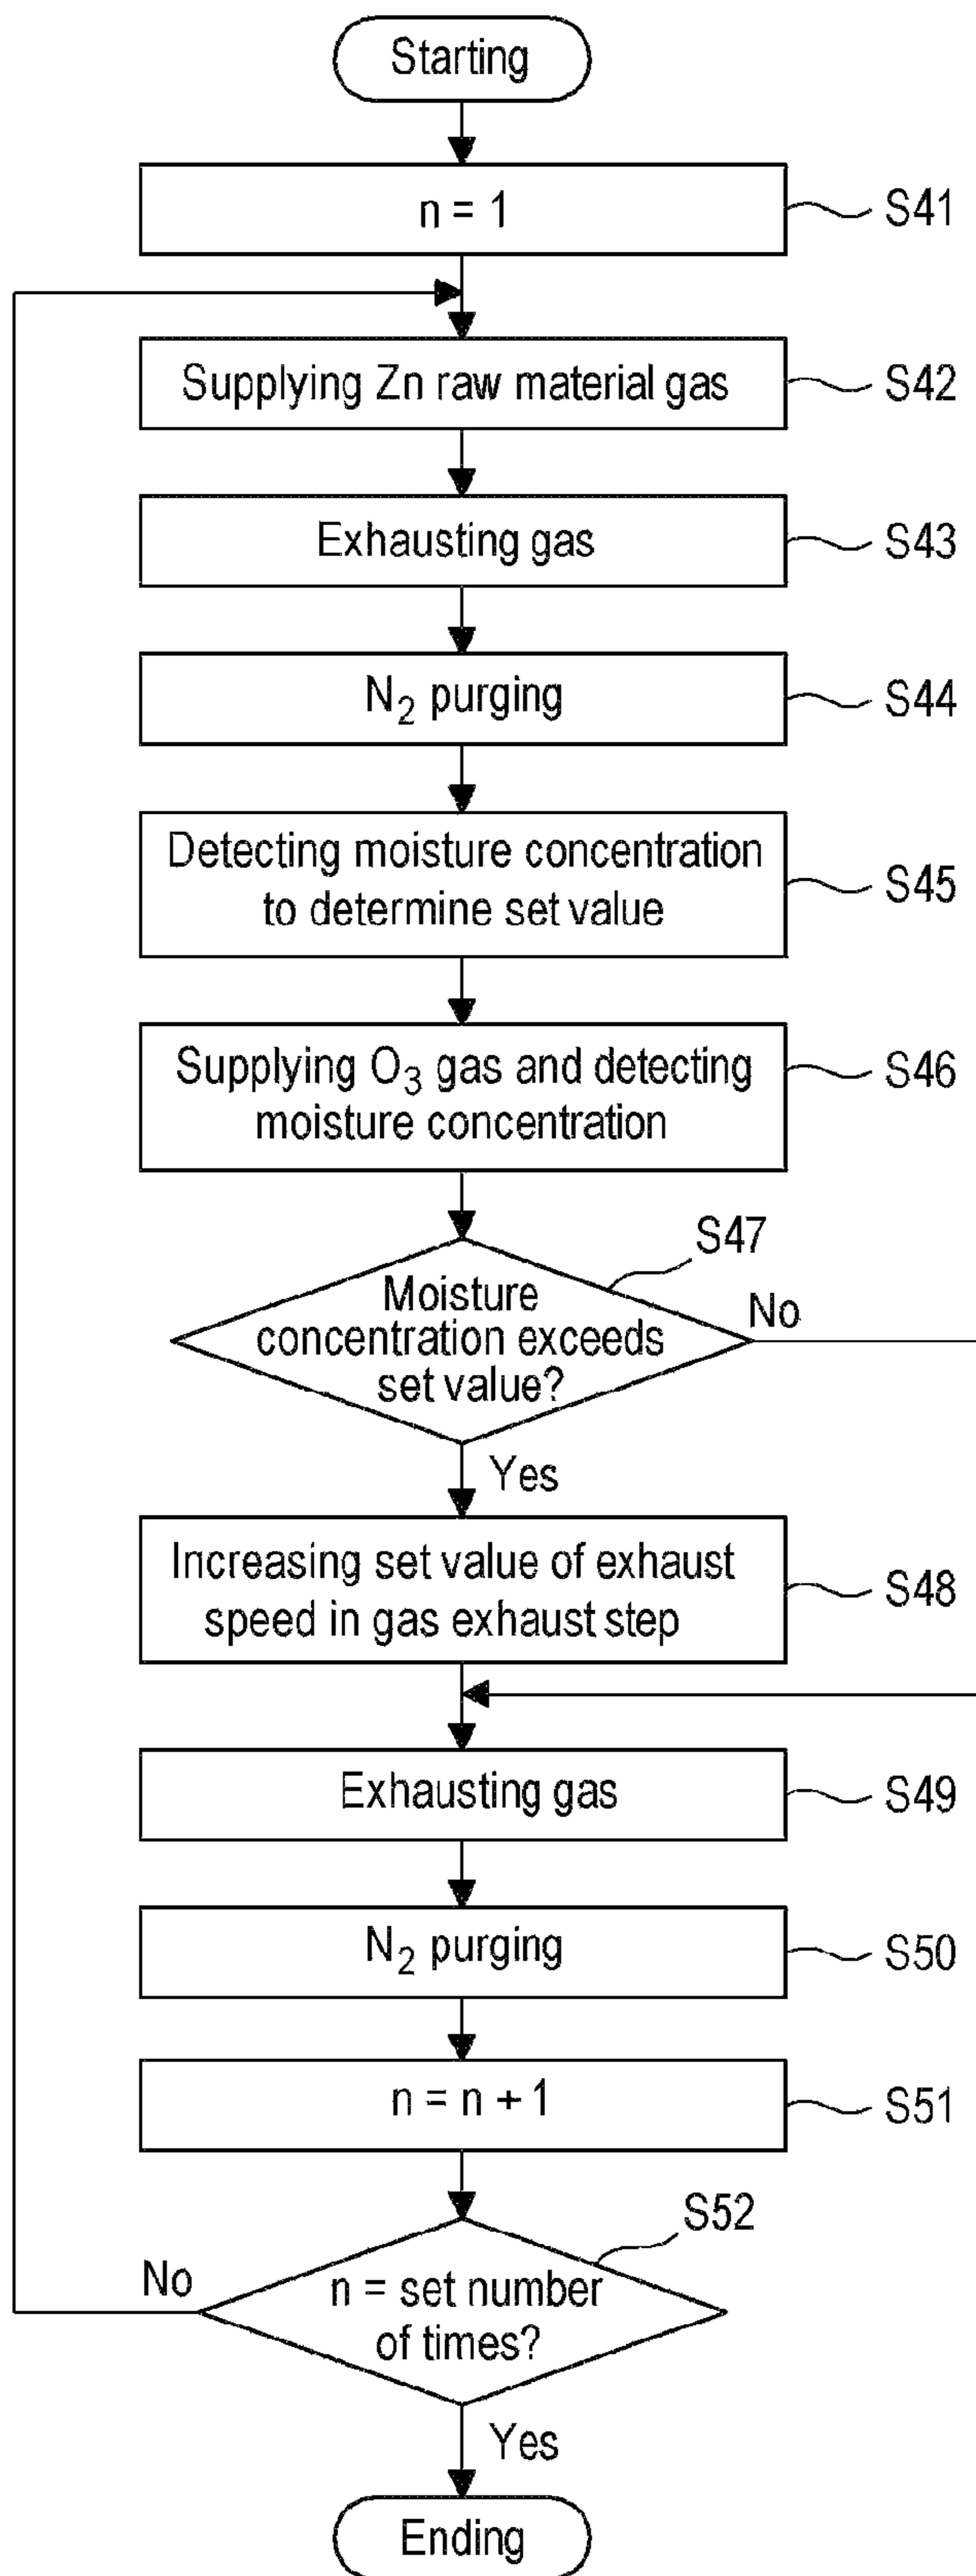 Starting
n = 1
S41
Supplying Zn raw material gas
S42
Exhausting gas
S43
N2 purging
S44
Detecting moisture concentration
to determine set value
S45
Supplying O3 gas and detecting
moisture concentration
S46
S47
Moisture
concentration exceeds
set value?
No
Yes
Increasing set value of exhaust
speed in gas exhaust step
S48
Exhausting gas
S49
N2 purging
S50
n = n + 1
S51
S52
n = set number
of times?
No
Yes
Ending